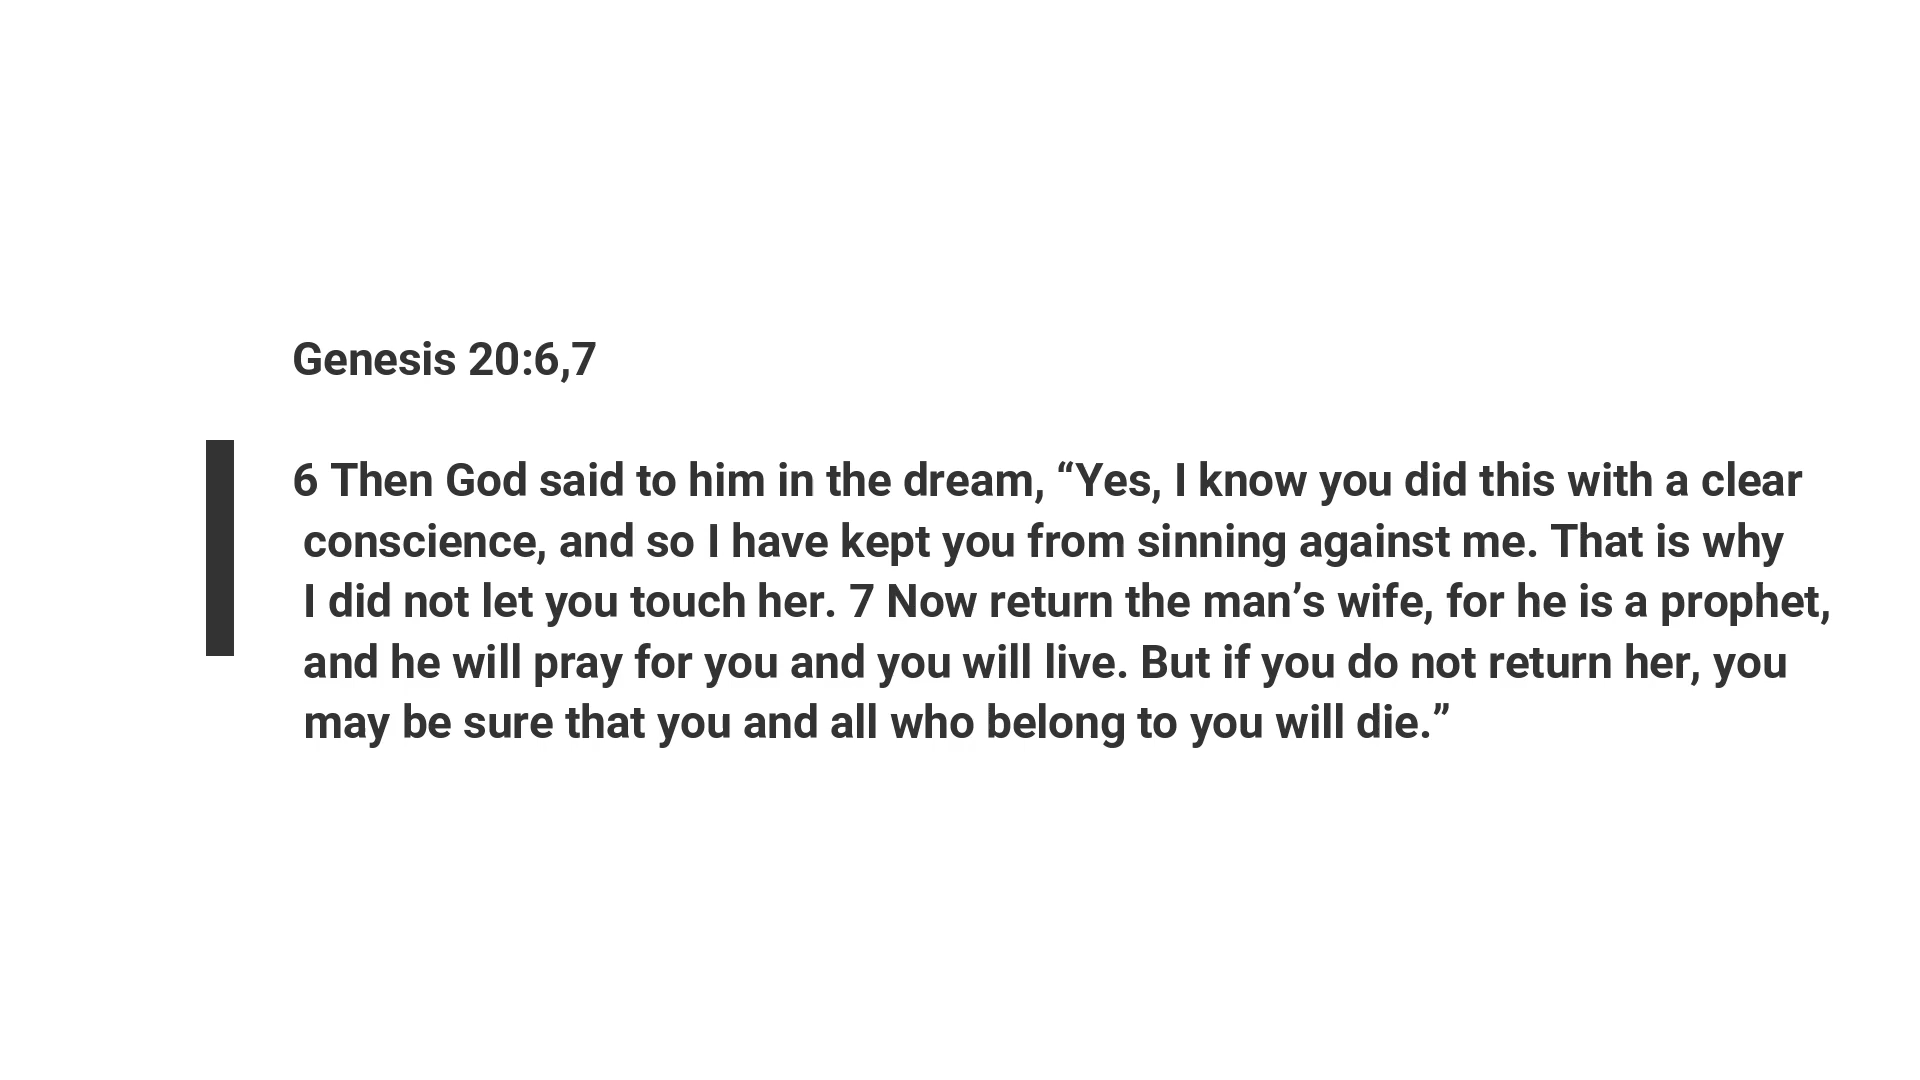 Genesis 20:6,7
6 Then God said to him in the dream, “Yes, I know you did this with a clear
conscience, and so I have kept you from sinning against me. That is why
I did not let you touch her. 7 Now return the man’s wife, for he is a prophet,
and he will pray for you and you will live. But if you do not return her, you
may be sure that you and all who belong to you will die.”